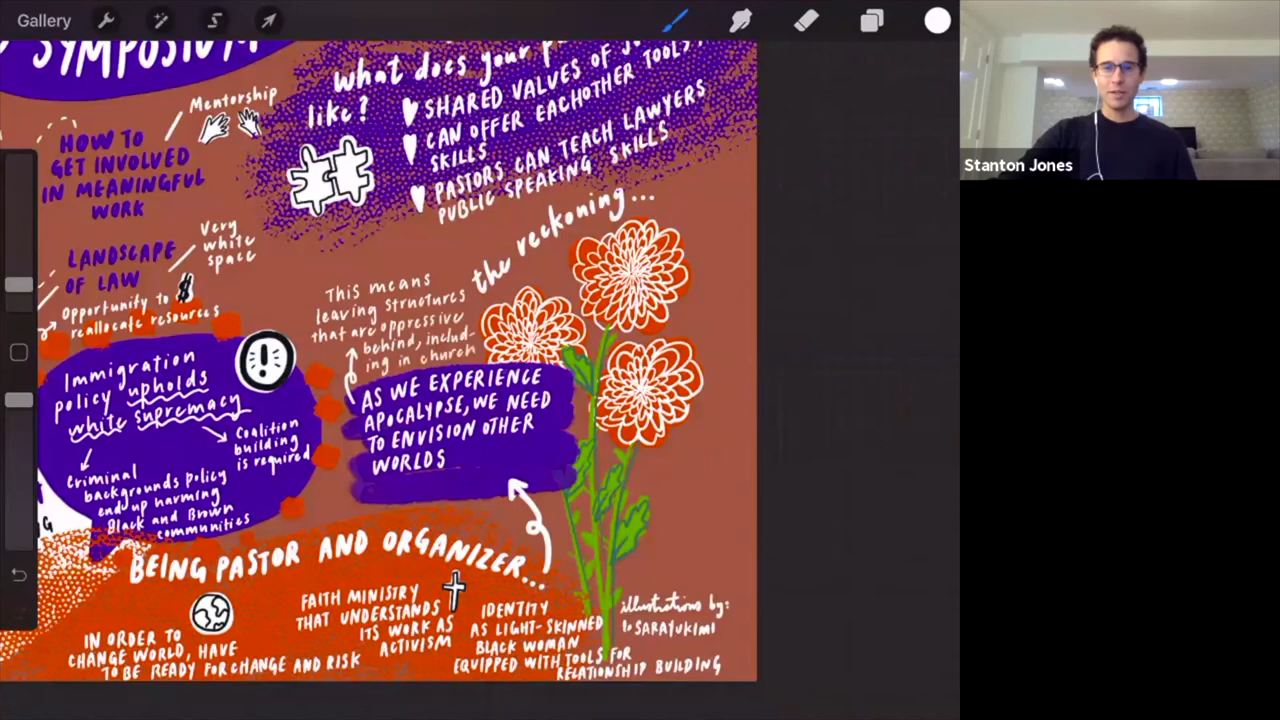 Gallery
SYMPOSIUM
Mentorship
HOW TO
GET INVOLVED
IN MEANINGFUL
WORK
LANDSCAPE
OF LAW
Very
white
space
$
Opportunity to
reallocate resources
What does your
like?
SHARED VALUES OF
CAN OFFER EACHOTHER TOOLS,
SKILLS
PASTORS CAN TEACH LAWYERS
PUBLIC SPEAKING SKILLS
the reckoning...
This means
leaving structures
that are oppressive
behind, includ-
ing in church
Immigration
policy upholds
white supremacy
!
Coalition
building
is required
Criminal
backgrounds policy
end up harming
Black and Brown
communities
AS WE EXPERIENCE
APOCALYPSE, WE NEED
TO ENVISION OTHER
WORLDS
BEING PASTOR AND ORGANIZER...
IN ORDER TO
CHANGE WORLD, HAVE
TO BE READY FOR CHANGE AND RISK
FAITH MINISTRY
THAT UNDERSTANDS
ITS WORK AS
ACTIVISM
IDENTITY
AS LIGHT-SKINNED
BLACK WOMAN
EQUIPPED WITH TOOLS FOR
RELATIONSHIP BUILDING
illustrations by:
Stanton Jones